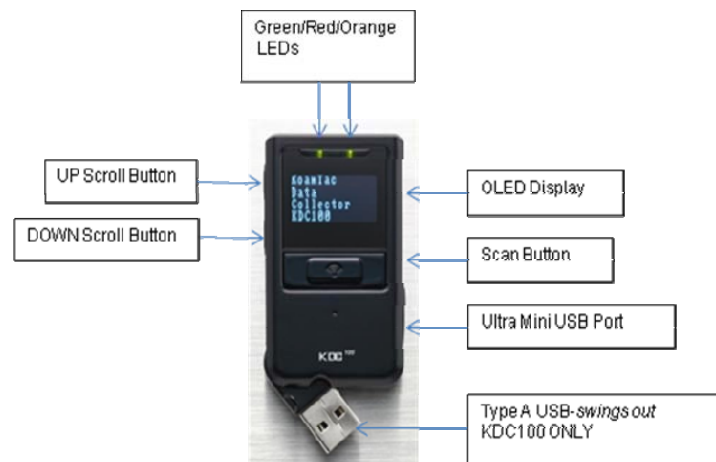 Green/Red/Orange
LEDs
UP Scroll Button
DOWN Scroll Button
Koamtac
Data
Collector
KDC100
OLED Display
Scan Button
Ultra Mini USB Port
KDC 100
Type A USB-swings out
KDC100 ONLY